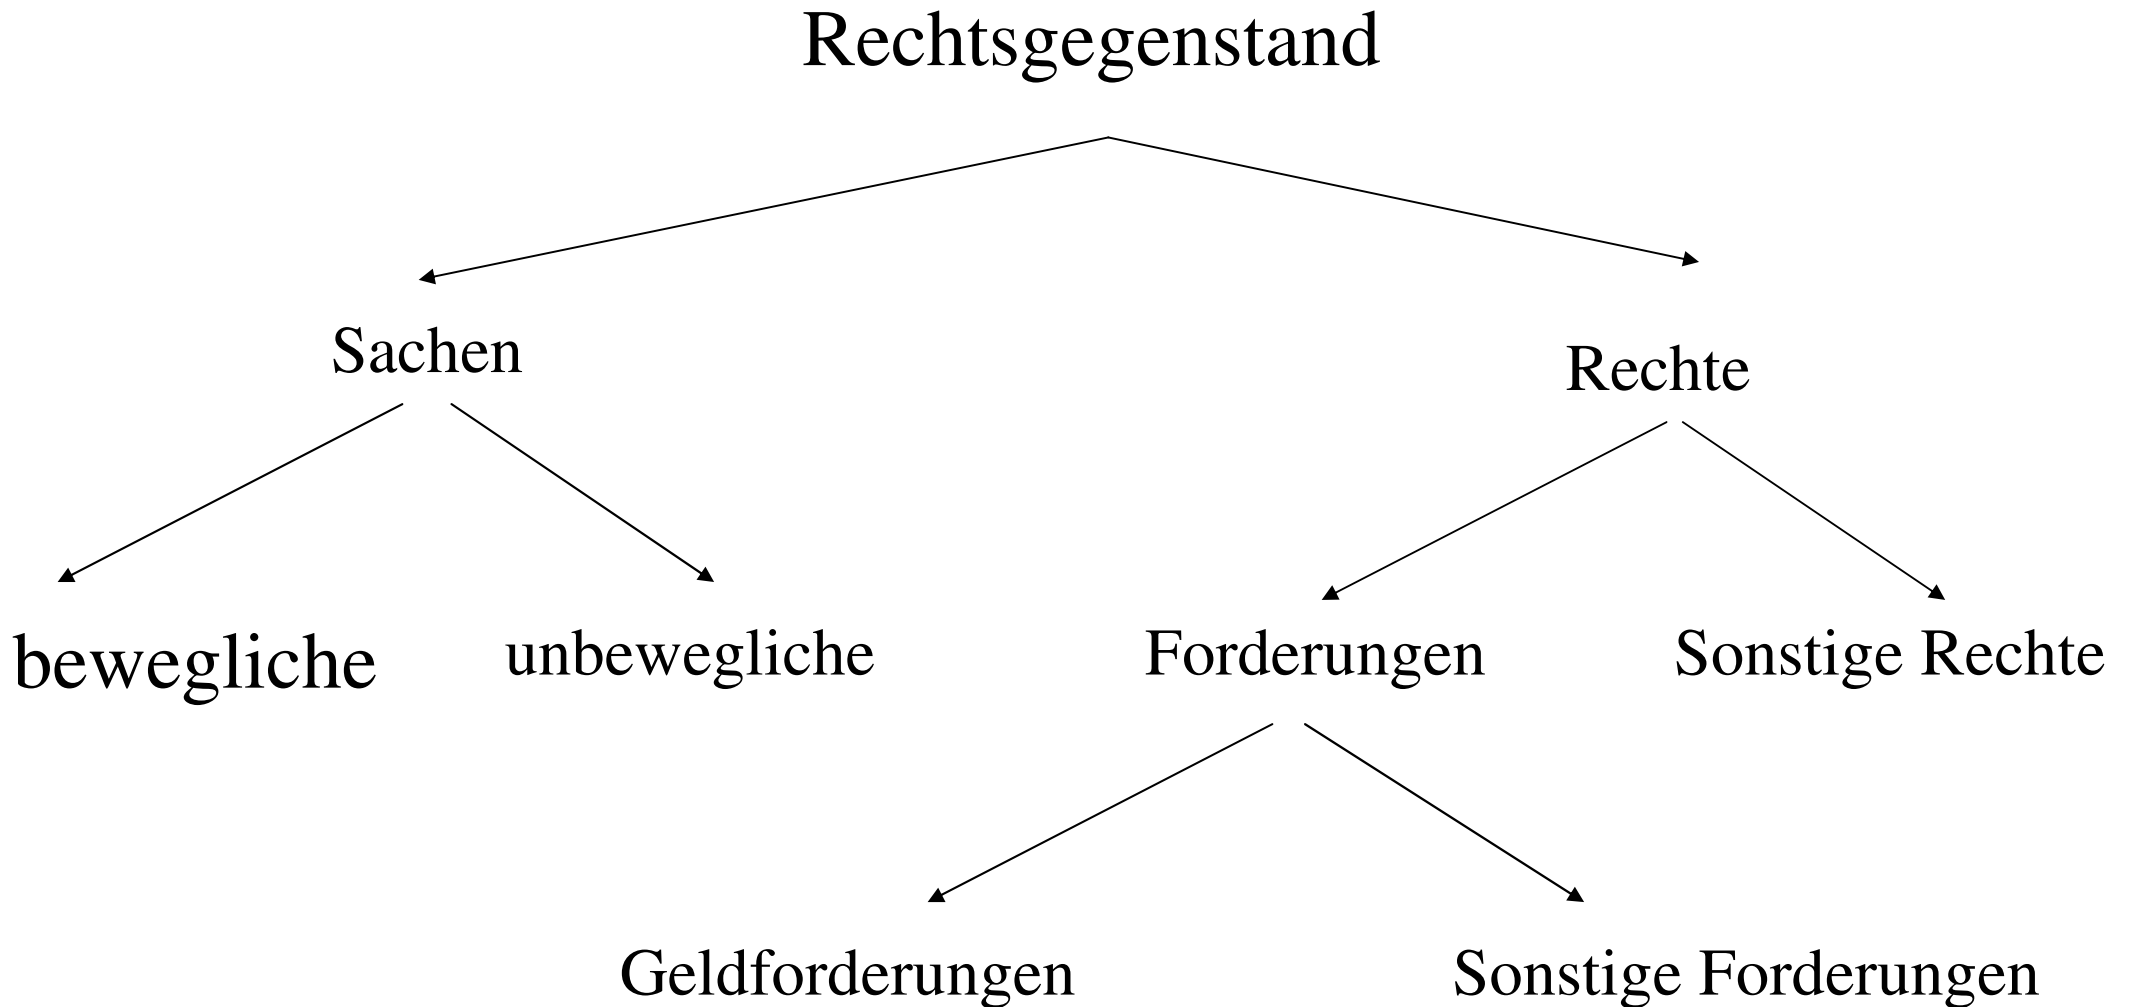 Rechtsgegenstand
Sachen
Rechte
bewegliche
unbewegliche
Forderungen
Sonstige Rechte
Geldforderungen
Sonstige Forderungen